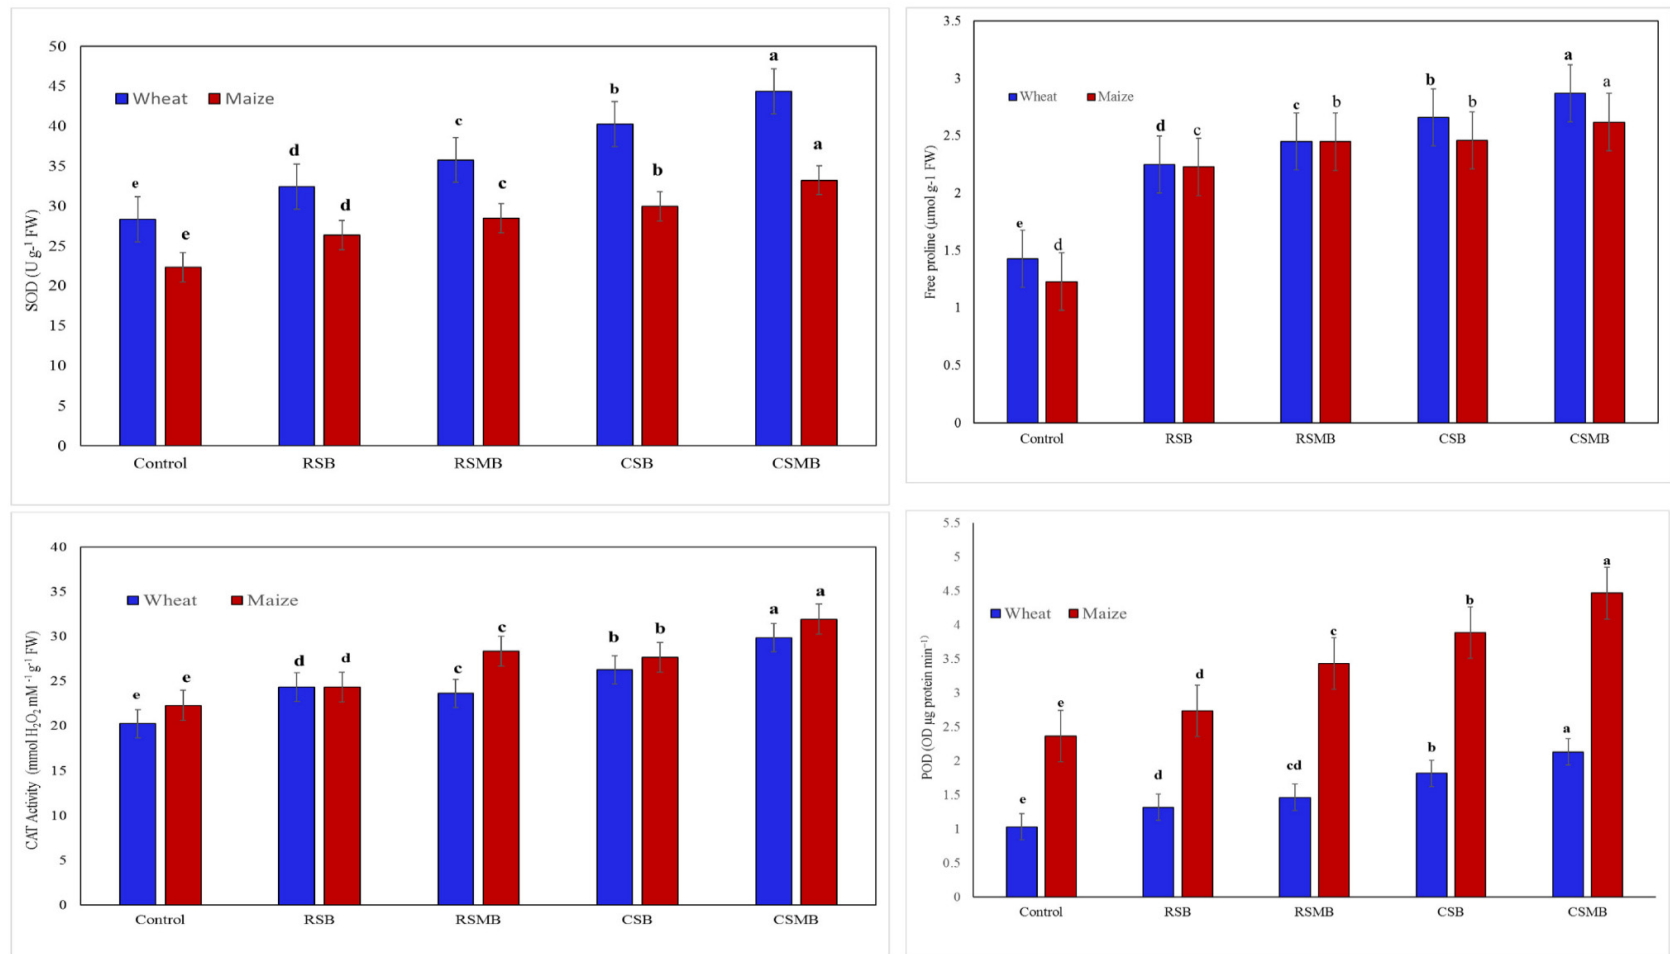 50
45
40
35
30
25
20
15
10
5
0
SOD (U g-¹ FW)
Wheat Maize
e e d d c c b b a a
Control RSB RSMB CSB CSMB
3.5
3
2.5
2
1.5
1
0.5
0
Free proline (µmol g-1 FW)
Wheat Maize
e d d c c b b b a a
Control RSB RSMB CSB CSMB
40
35
30
25
20
15
10
5
0
CAT Activity (mmol H₂O₂ mM ⁻¹ g⁻¹ FW)
Wheat Maize
e e d d c c b b a a
Control RSB RSMB CSB CSMB
5.5
5
4.5
4
3.5
3
2.5
2
1.5
1
0.5
0
POD (OD µg protein min⁻¹)
Wheat Maize
e e d d cd c b b a a
Control RSB RSMB CSB CSMB